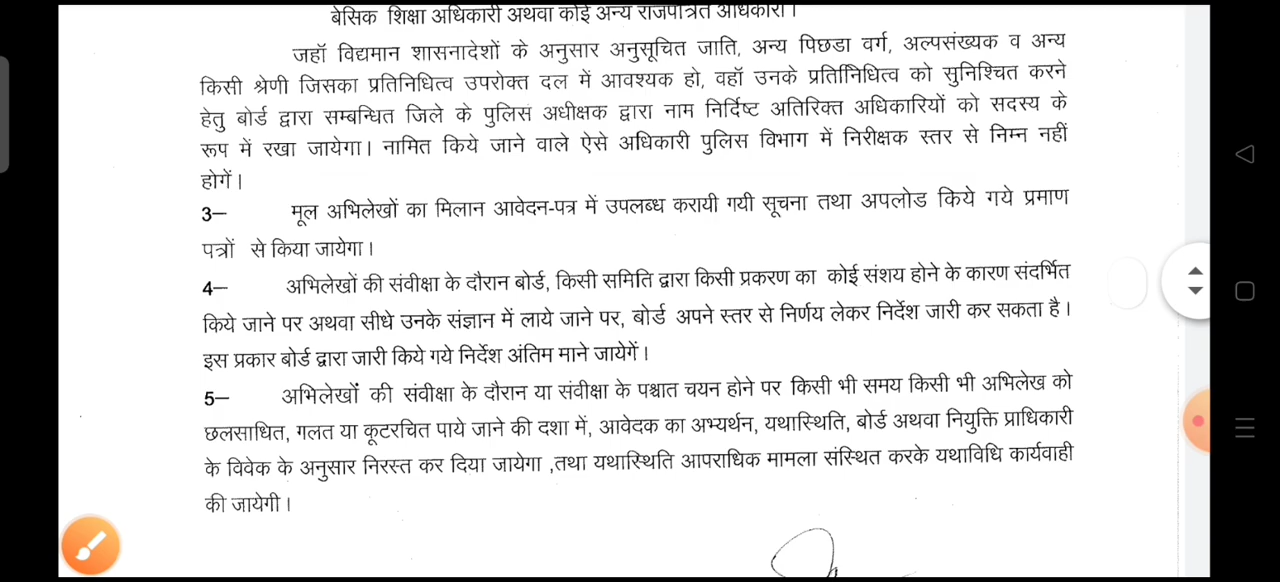 बेसिक शिक्षा अधिकारी अथवा कोई अन्य राजपत्रित अधिकारी।
जहॉ विद्यमान शासनादेशों के अनुसार अनुसूचित जाति, अन्य पिछडा वर्ग, अल्पसंख्यक व अन्य
किसी श्रेणी जिसका प्रतिनिधित्व उपरोक्त दल में आवश्यक हो, वहॉ उनके प्रतिनिधित्व को सुनिश्चित करने
हेतु बोर्ड द्वारा सम्बन्धित जिले के पुलिस अधीक्षक द्वारा नाम निर्दिष्ट अतिरिक्त अधिकारियों को सदस्य के
रूप में रखा जायेगा। नामित किये जाने वाले ऐसे अधिकारी पुलिस विभाग में निरीक्षक स्तर से निम्न नहीं
होगें।
3– मूल अभिलेखों का मिलान आवेदन-पत्र में उपलब्ध करायी गयी सूचना तथा अपलोड किये गये प्रमाण
पत्रों से किया जायेगा।
4– अभिलेखों की संवीक्षा के दौरान बोर्ड, किसी समिति द्वारा किसी प्रकरण का कोई संशय होने के कारण संदर्भित
किये जाने पर अथवा सीधे उनके संज्ञान में लाये जाने पर, बोर्ड अपने स्तर से निर्णय लेकर निर्देश जारी कर सकता है।
इस प्रकार बोर्ड द्वारा जारी किये गये निर्देश अंतिम माने जायेगें।
5– अभिलेखों की संवीक्षा के दौरान या संवीक्षा के पश्चात चयन होने पर किसी भी समय किसी भी अभिलेख को
छलसाधित, गलत या कूटरचित पाये जाने की दशा में, आवेदक का अभ्यर्थन, यथास्थिति, बोर्ड अथवा नियुक्ति प्राधिकारी
के विवेक के अनुसार निरस्त कर दिया जायेगा ,तथा यथास्थिति आपराधिक मामला संस्थित करके यथाविधि कार्यवाही
की जायेगी।